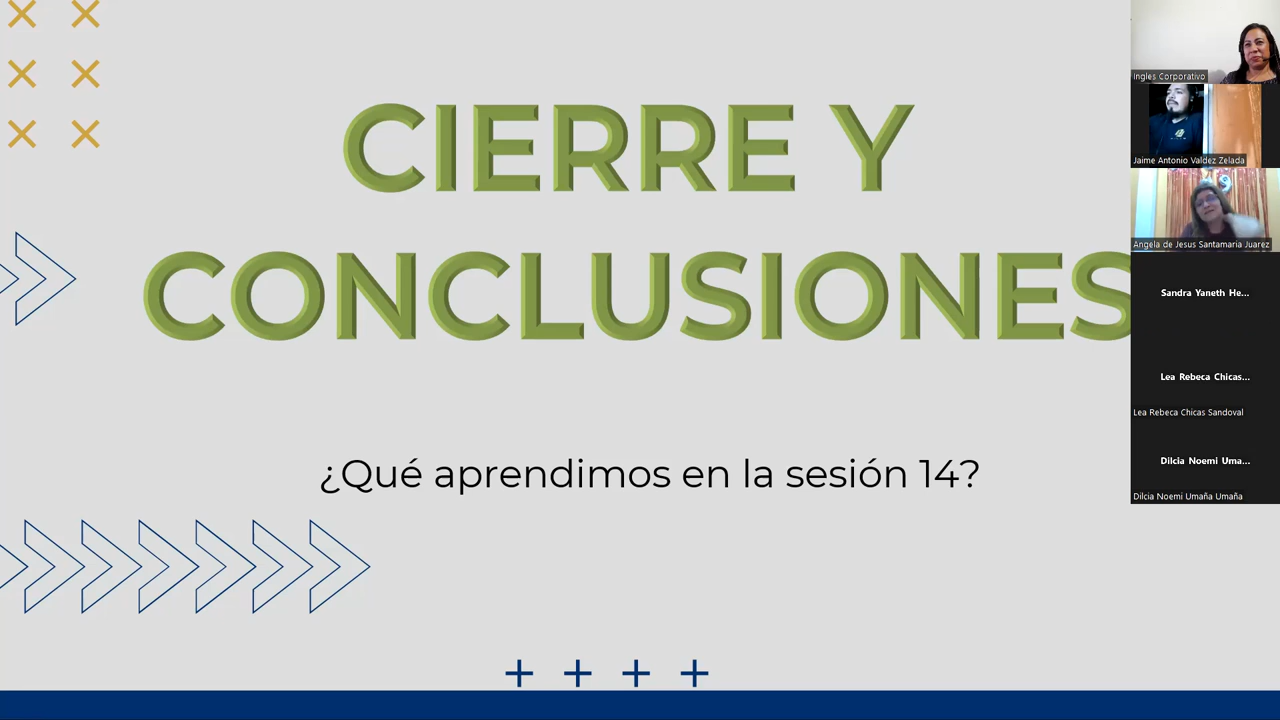 CIERRE Y
CONCLUSIONES
¿Qué aprendimos en la sesión 14?
Ingles Corporativo
Jaime Antonio Valdez Zelada
9
Angela de Jesus Santamaria Juarez
Sandra Yaneth He...
Lea Rebeca Chicas...
Lea Rebeca Chicas Sandoval
Dilcia Noemi Uma...
Dilcia Noemi Umaña Umaña